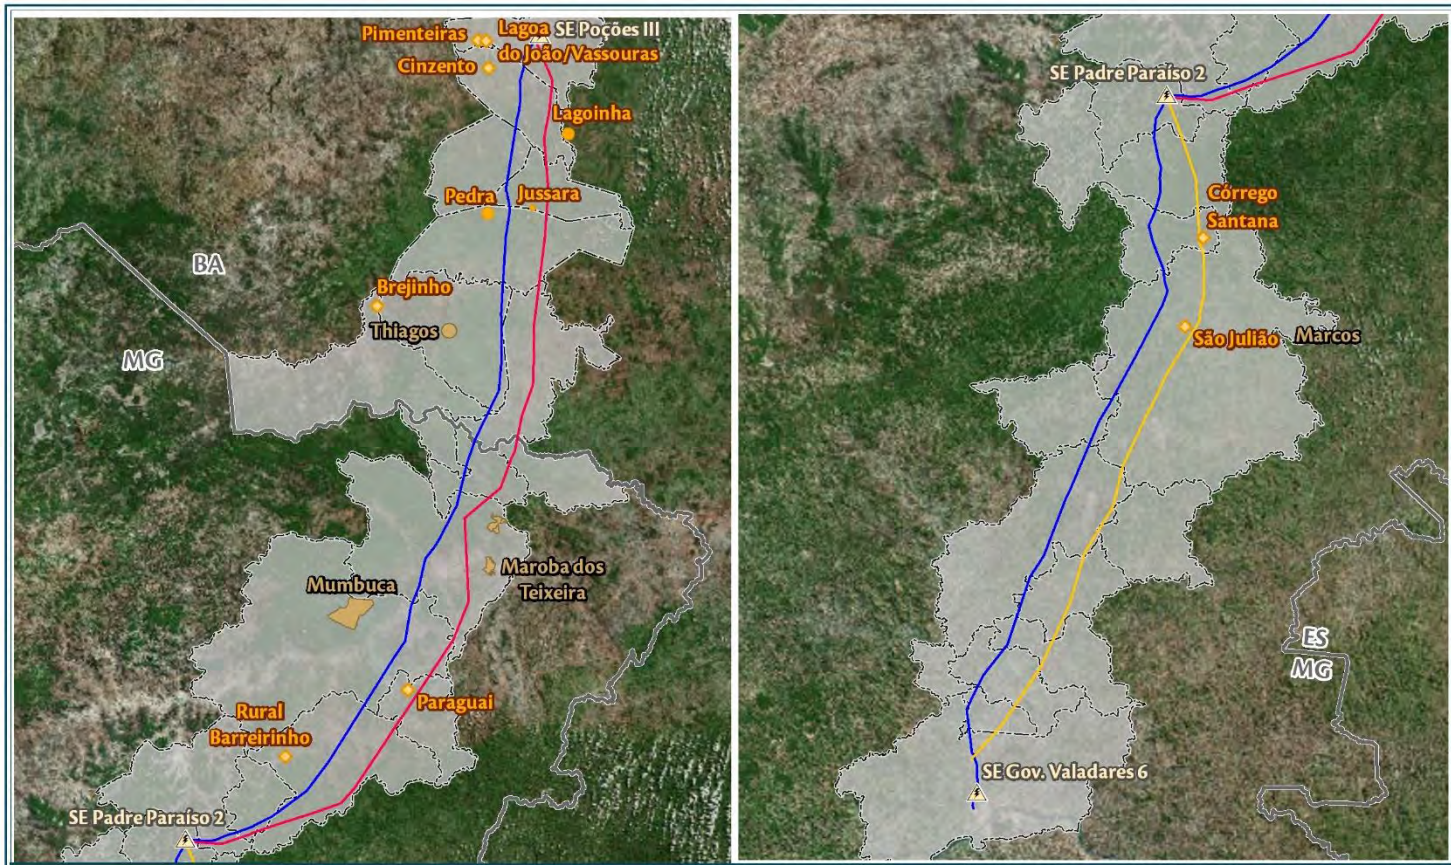 Pimenteiras
Lagoa
do João/Vassouras
SE Poções III
Cinzento
Lagoinha
Pedra
Jussara
BA
Brejinho
Thiagos
MG
Maroba dos
Teixeira
Mumbuca
Paraguai
Rural
Barreirinho
SE Padre Paraíso 2
SE Padre Paraíso 2
Córrego
Santana
São Julião
Marcos
ES
MG
SE Gov. Valadares 6